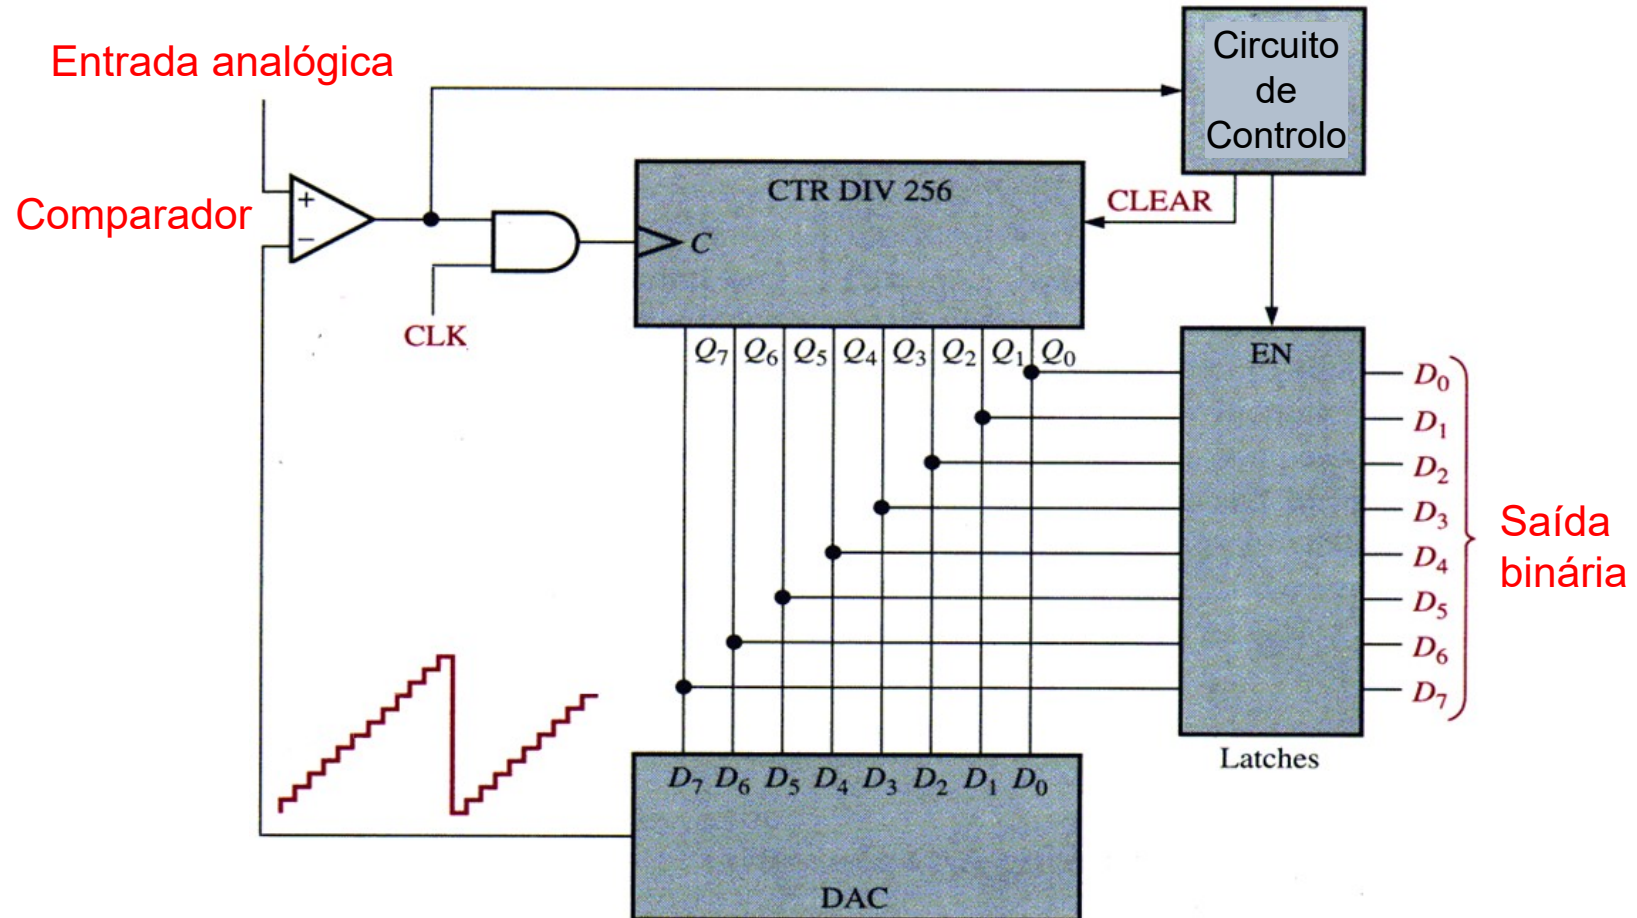 Entrada analógica
Circuito
de
Controlo
Comparador
+
−
CTR DIV 256
CLEAR
C
CLK
Q7 Q6 Q5 Q4 Q3 Q2 Q1 Q0
EN
D0
D1
D2
D3
D4
D5
D6
D7
Saída
binária
Latches
D7 D6 D5 D4 D3 D2 D1 D0
DAC